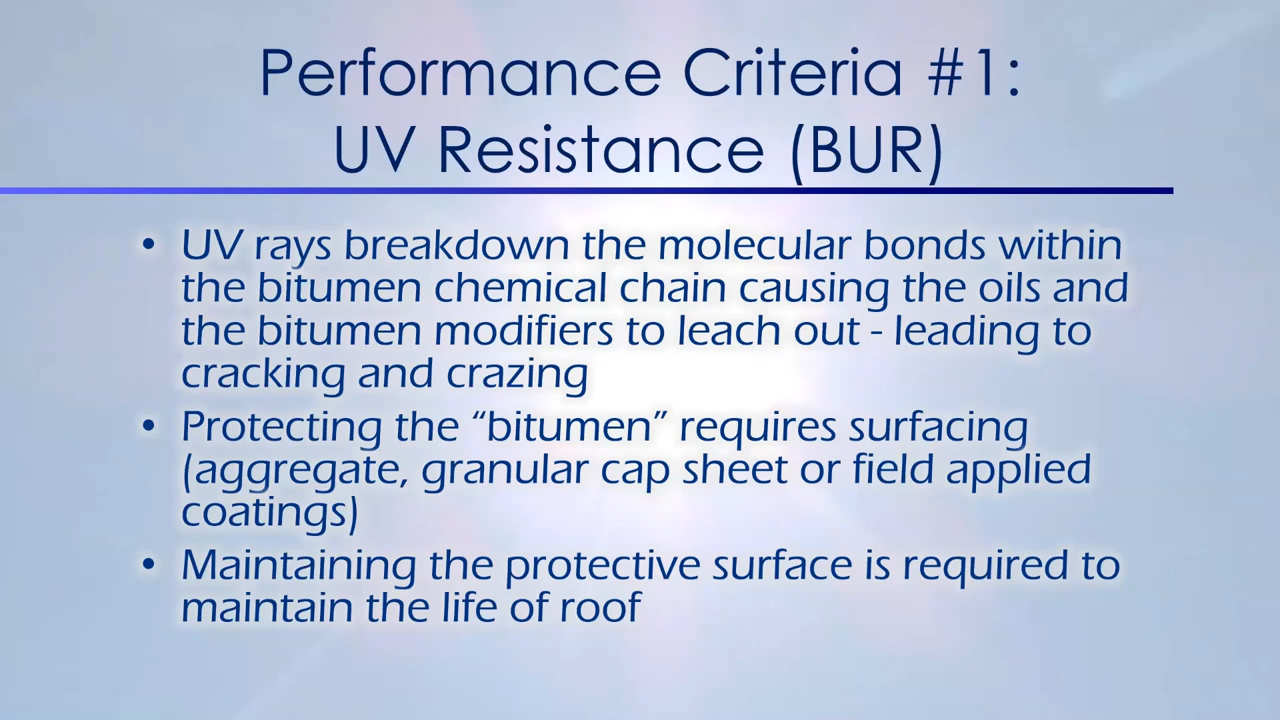 Performance Criteria #1:
UV Resistance (BUR)
• UV rays breakdown the molecular bonds within
the bitumen chemical chain causing the oils and
the bitumen modifiers to leach out - leading to
cracking and crazing
• Protecting the “bitumen” requires surfacing
(aggregate, granular cap sheet or field applied
coatings)
• Maintaining the protective surface is required to
maintain the life of roof